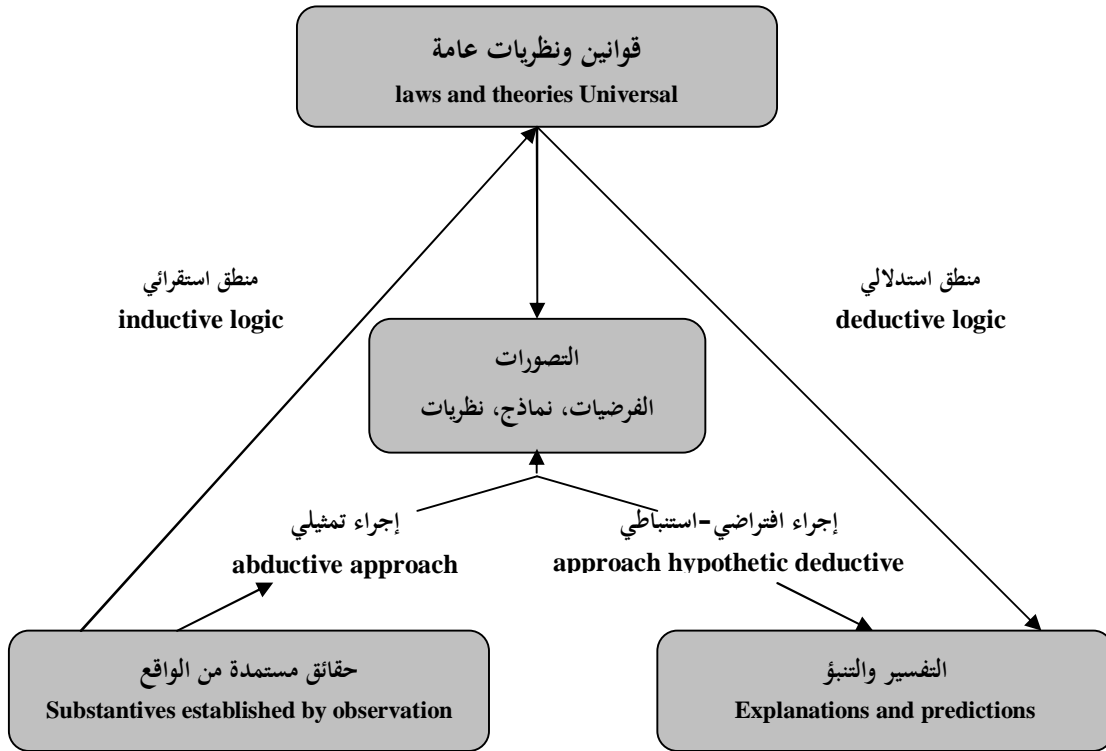 قوانين ونظريات عامة
laws and theories Universal
منطق استقرائي
inductive logic
منطق استدلالي
deductive logic
التصورات
الفرضيات، نماذج، نظريات
إجراء تمثيلي
abductive approach
إجراء افتراضي-استنباطي
approach hypothetic deductive
حقائق مستمدة من الواقع
Substantives established by observation
التفسير والتنبؤ
Explanations and predictions